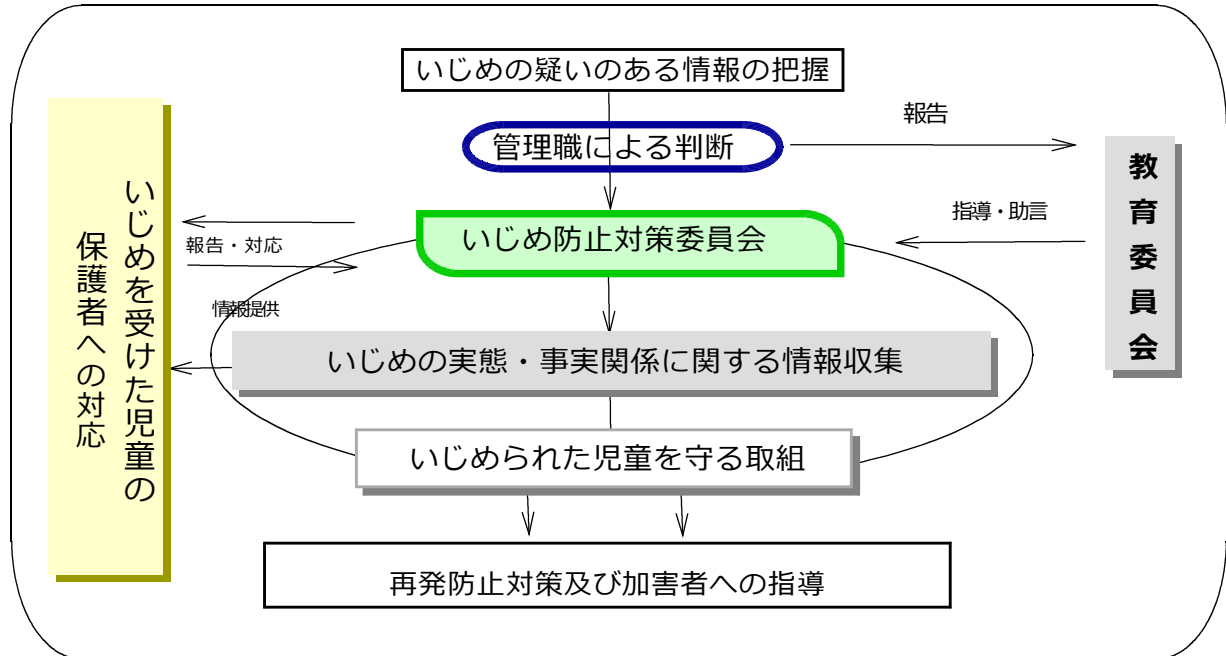 いじめの疑いのある情報の把握
報告
管理職による判断
教育委員会
指導・助言
いじめ防止対策委員会
いじめを受けた児童の
保護者への対応
報告・対応
情報提供
いじめの実態・事実関係に関する情報収集
いじめられた児童を守る取組
再発防止対策及び加害者への指導